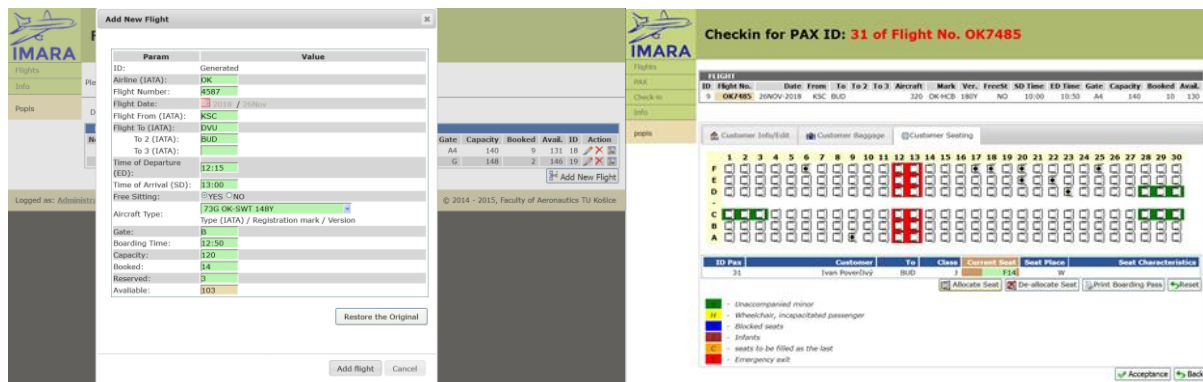 IMARA
Flights
Info
Popis
F
Ple
D
N
Logged as: Administr
Add New Flight
Param Value
ID: Generated
Airline (IATA): OK
Flight Number: 4587
Flight Date: 2018 / 26Nov
Flight From (IATA): KSC
Flight To (IATA): DVU
To 2 (IATA): BUD
To 3 (IATA):
Time of Departure (ED): 12:15
Time of Arrival (SD): 13:00
Free Sitting: YES NO
Aircraft Type: 73G OK-SWT 148Y
Type (IATA) / Registration mark / Version
Gate: B
Boarding Time: 12:50
Capacity: 120
Booked: 14
Reserved: 3
Available: 103
Restore the Original
Add flight Cancel
Gate Capacity Booked Avail. ID Action
A4 140 9 131 18
G 148 2 146 19
Add New Flight
© 2014 - 2015, Faculty of Aeronautics TU Košice
IMARA
Flights
PAX
Check in
Info
popis
Checkin for PAX ID: 31 of Flight No. OK7485
FLIGHT
ID Flight No. Date From To To 2 To 3 Aircraft Mark Ver. FreeSt SD Time ED Time Gate Capacity Booked Avail.
9 OK7485 26NOV-2018 KSC BUD 320 OK-HCB 180Y NO 10:00 10:50 A4 140 10 130
Customer Info/Edit Customer Baggage Customer Seating
1 2 3 4 5 6 7 8 9 10 11 12 13 14 15 16 17 18 19 20 21 22 23 24 25 26 27 28 29 30
F
E
D
-
C
B
A
ID Pax Customer To Class Current Seat Seat Place Seat Characteristics
31 Ivan Poverčivý BUD J F14 W
Allocate Seat De-allocate Seat Print Boarding Pass Reset
- Unaccompanied minor
H - Wheelchair, incapacitated passenger
- Blocked seats
- Infants
C - seats to be filled as the last
- Emergency exit
Acceptance Back